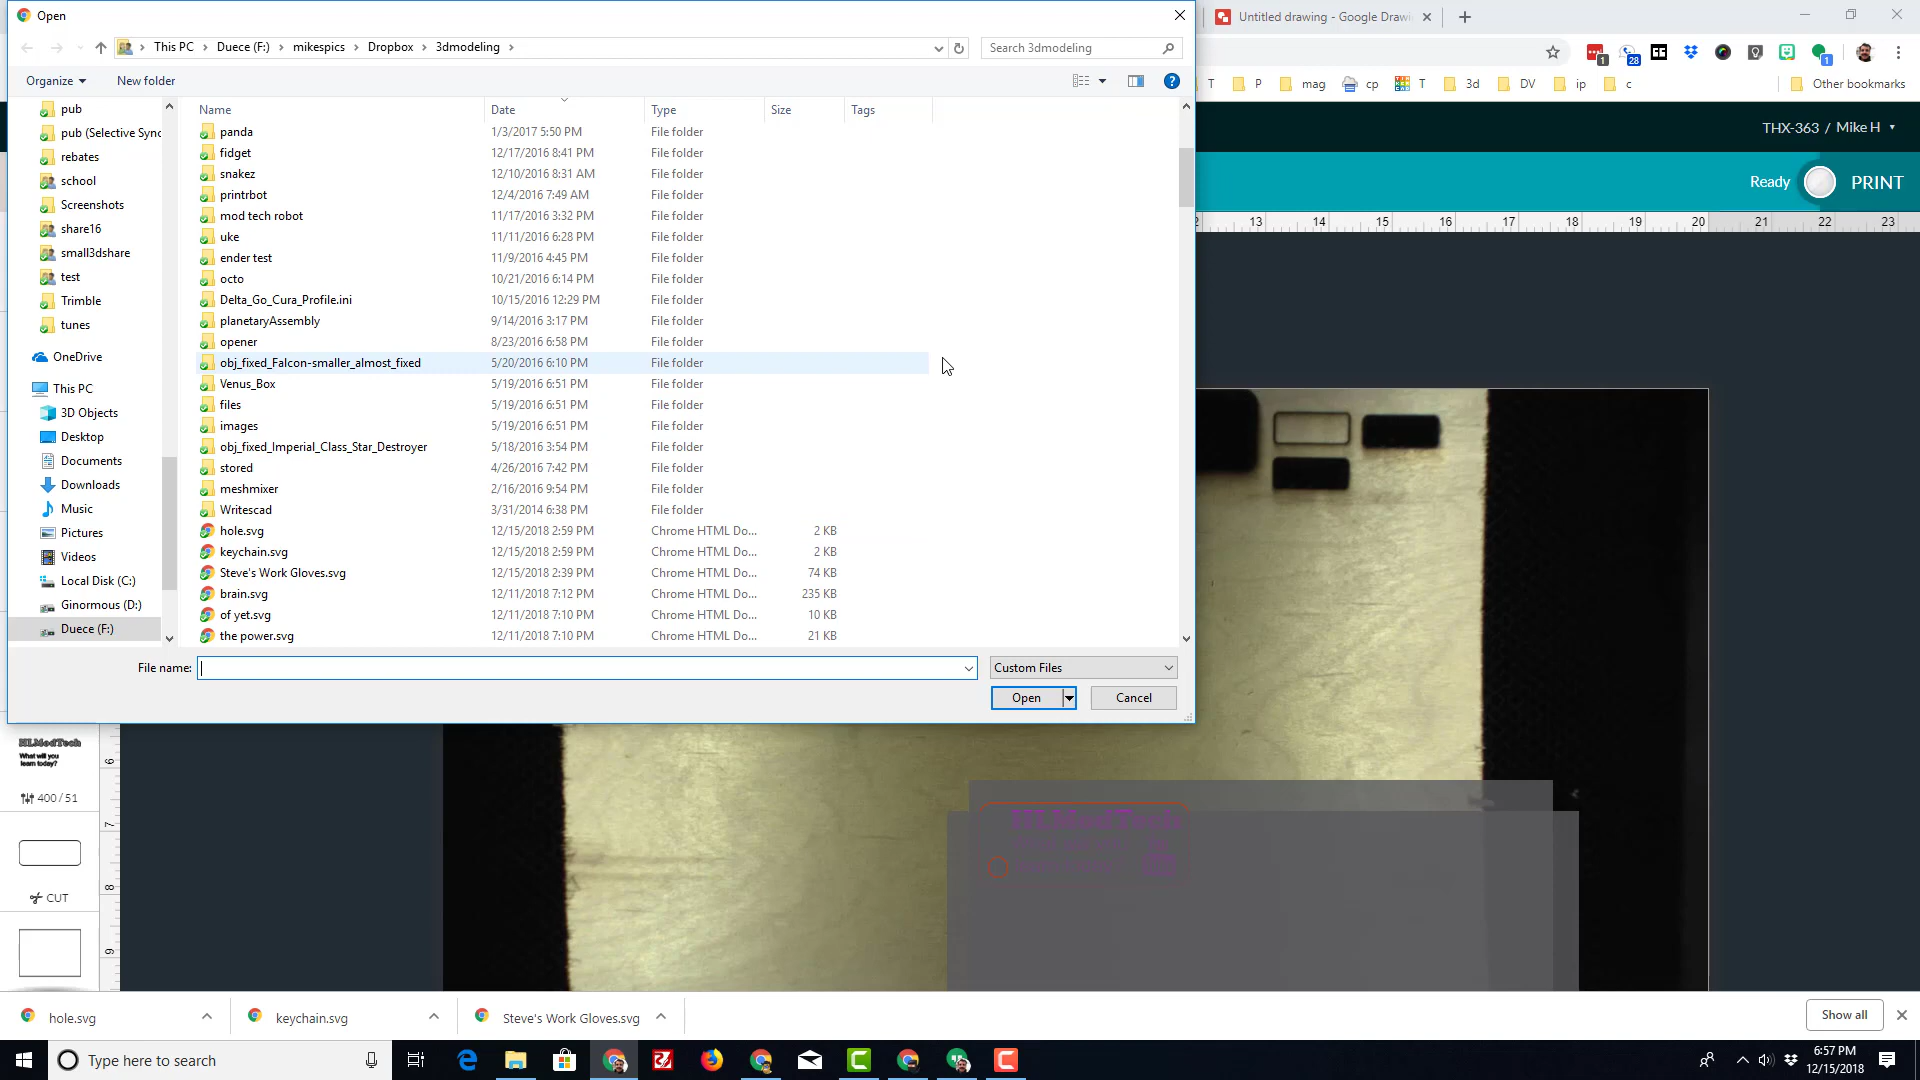 Open
Untitled drawing - Google Drawi
This PC > Duece (F:) > mikespics > Dropbox > 3dmodeling >
Search 3dmodeling
1 28 1
Organize New folder
T P mag cp T 3d DV ip c Other bookmarks
Name Date Type Size Tags
THX-363 / Mike H
Ready PRINT
13 14 15 16 17 18 19 20 21 22 23
pub
pub (Selective Sync
rebates
school
Screenshots
share16
small3dshare
test
Trimble
tunes
OneDrive
This PC
3D Objects
Desktop
Documents
Downloads
Music
Pictures
Videos
Local Disk (C:)
Ginormous (D:)
Duece (F:)
panda 1/3/2017 5:50 PM File folder
fidget 12/17/2016 8:41 PM File folder
snakez 12/10/2016 8:31 AM File folder
printrbot 12/4/2016 7:49 AM File folder
mod tech robot 11/17/2016 3:32 PM File folder
uke 11/11/2016 6:28 PM File folder
ender test 11/9/2016 4:45 PM File folder
octo 10/21/2016 6:14 PM File folder
Delta_Go_Cura_Profile.ini 10/15/2016 12:29 PM File folder
planetaryAssembly 9/14/2016 3:17 PM File folder
opener 8/23/2016 6:58 PM File folder
obj_fixed_Falcon-smaller_almost_fixed 5/20/2016 6:10 PM File folder
Venus_Box 5/19/2016 6:51 PM File folder
files 5/19/2016 6:51 PM File folder
images 5/19/2016 6:51 PM File folder
obj_fixed_Imperial_Class_Star_Destroyer 5/18/2016 3:54 PM File folder
stored 4/26/2016 7:42 PM File folder
meshmixer 2/16/2016 9:54 PM File folder
Writescad 3/31/2014 6:38 PM File folder
hole.svg 12/15/2018 2:59 PM Chrome HTML Do... 2 KB
keychain.svg 12/15/2018 2:59 PM Chrome HTML Do... 2 KB
Steve's Work Gloves.svg 12/15/2018 2:39 PM Chrome HTML Do... 74 KB
brain.svg 12/11/2018 7:12 PM Chrome HTML Do... 235 KB
of yet.svg 12/11/2018 7:10 PM Chrome HTML Do... 10 KB
the power.svg 12/11/2018 7:10 PM Chrome HTML Do... 21 KB
File name: Custom Files
Open Cancel
HLModTech
What will you
learn today?
400 / 51
CUT
6
7
8
9
HLModTech
hole.svg keychain.svg Steve's Work Gloves.svg Show all
Type here to search
6:57 PM
12/15/2018